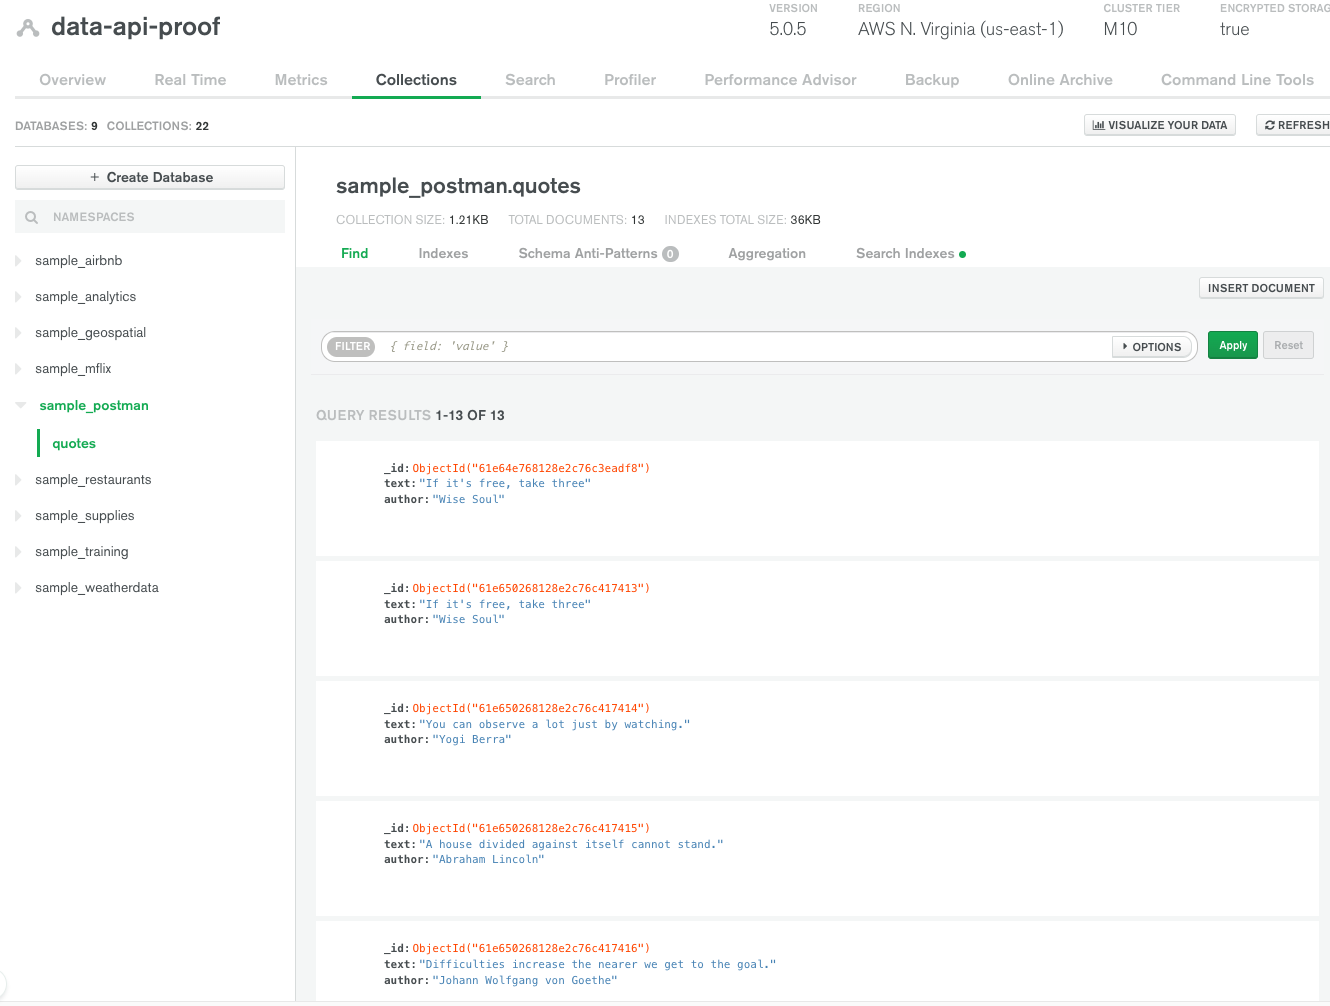 data-api-proof
VERSION REGION CLUSTER TIER ENCRYPTED STORAG
5.0.5 AWS N. Virginia (us-east-1) M10 true
Overview Real Time Metrics Collections Search Profiler Performance Advisor Backup Online Archive Command Line Tools
DATABASES: 9 COLLECTIONS: 22
VISUALIZE YOUR DATA REFRESH
+ Create Database
NAMESPACES
sample_airbnb
sample_analytics
sample_geospatial
sample_mflix
sample_postman
quotes
sample_restaurants
sample_supplies
sample_training
sample_weatherdata
sample_postman.quotes
COLLECTION SIZE: 1.21KB TOTAL DOCUMENTS: 13 INDEXES TOTAL SIZE: 36KB
Find Indexes Schema Anti-Patterns 0 Aggregation Search Indexes
INSERT DOCUMENT
FILTER { field: 'value' } OPTIONS Apply Reset
QUERY RESULTS 1-13 OF 13
_id: ObjectId("61e64e768128e2c76c3eadf8")
text: "If it's free, take three"
author: "Wise Soul"
_id: ObjectId("61e650268128e2c76c417413")
text: "If it's free, take three"
author: "Wise Soul"
_id: ObjectId("61e650268128e2c76c417414")
text: "You can observe a lot just by watching."
author: "Yogi Berra"
_id: ObjectId("61e650268128e2c76c417415")
text: "A house divided against itself cannot stand."
author: "Abraham Lincoln"
_id: ObjectId("61e650268128e2c76c417416")
text: "Difficulties increase the nearer we get to the goal."
author: "Johann Wolfgang von Goethe"